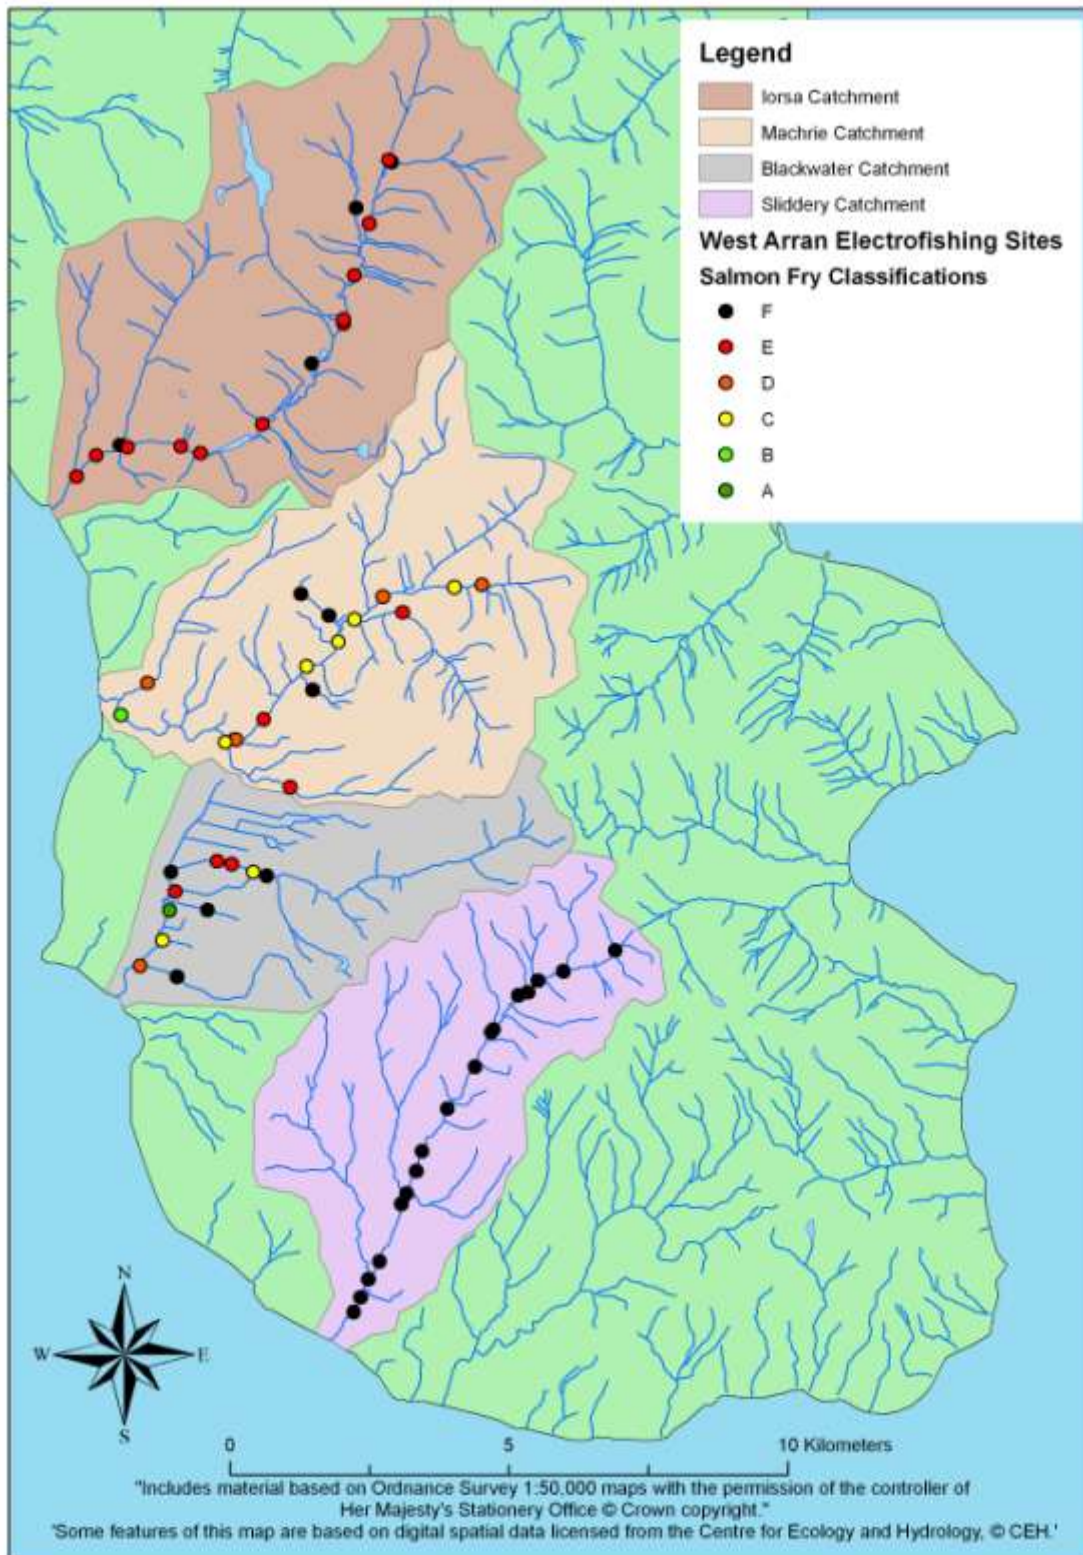 Legend
Iorsa Catchment
Machrie Catchment
Blackwater Catchment
Sliddery Catchment
West Arran Electrofishing Sites
Salmon Fry Classifications
F
E
D
C
B
A
N
W
E
S
0 5 10 Kilometers
"Includes material based on Ordnance Survey 1:50,000 maps with the permission of the controller of
Her Majesty's Stationery Office © Crown copyright."
'Some features of this map are based on digital spatial data licensed from the Centre for Ecology and Hydrology, © CEH.'